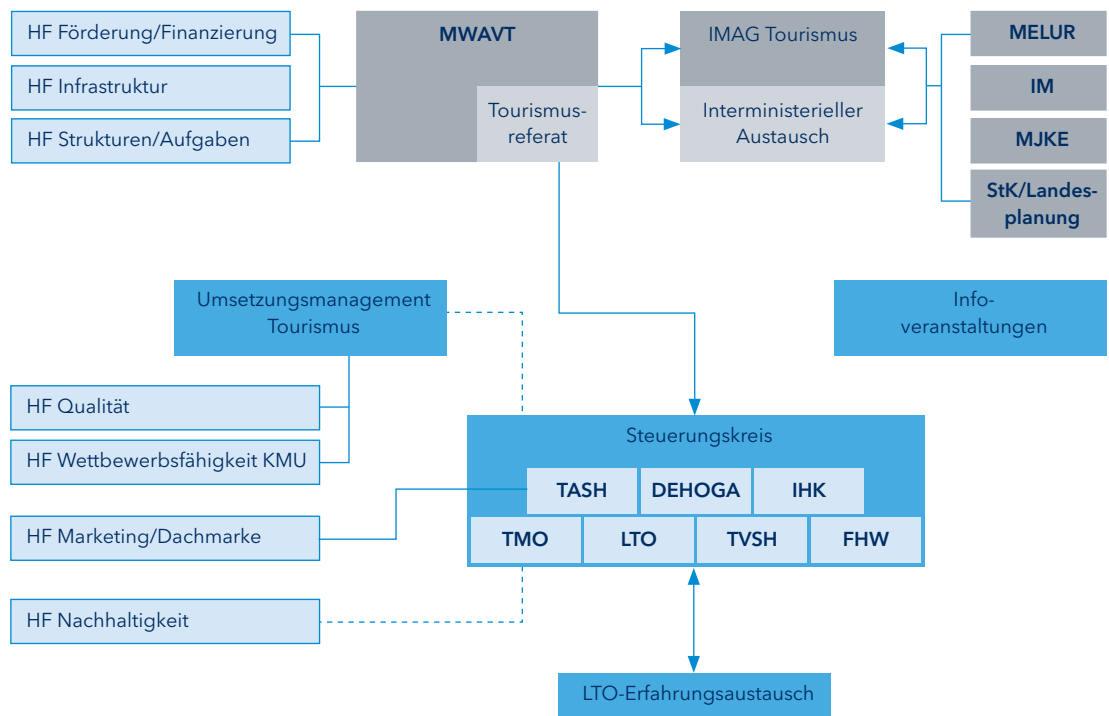 HF Förderung/Finanzierung
HF Infrastruktur
HF Strukturen/Aufgaben
MWAVT
Tourismus-
referat
IMAG Tourismus
Interministerieller
Austausch
MELUR
IM
MJKE
StK/Landes-
planung
Umsetzungsmanagement
Tourismus
Info-
veranstaltungen
HF Qualität
HF Wettbewerbsfähigkeit KMU
HF Marketing/Dachmarke
HF Nachhaltigkeit
Steuerungskreis
TASH
DEHOGA
IHK
TMO
LTO
TVSH
FHW
LTO-Erfahrungsaustausch